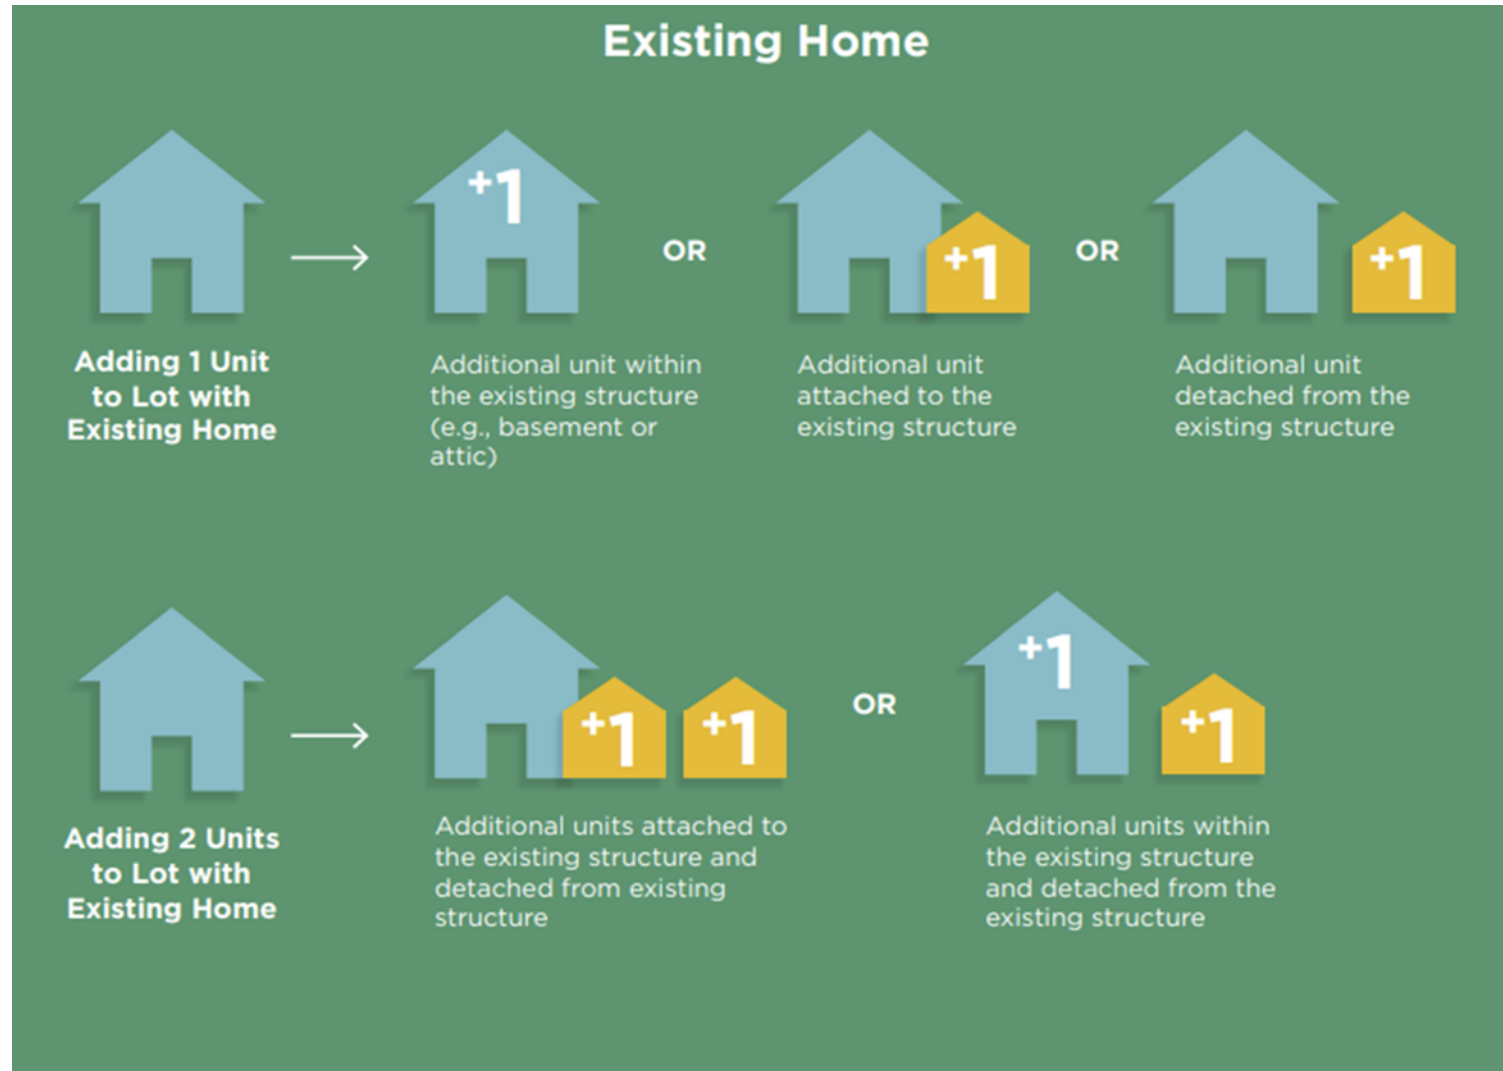 Existing Home
+1
OR
+1
OR
+1
Adding 1 Unit
to Lot with
Existing Home
Additional unit within
the existing structure
(e.g., basement or
attic)
Additional unit
attached to the
existing structure
Additional unit
detached from the
existing structure
+1
+1
OR
+1
+1
Adding 2 Units
to Lot with
Existing Home
Additional units attached to
the existing structure and
detached from existing
structure
Additional units within
the existing structure
and detached from the
existing structure